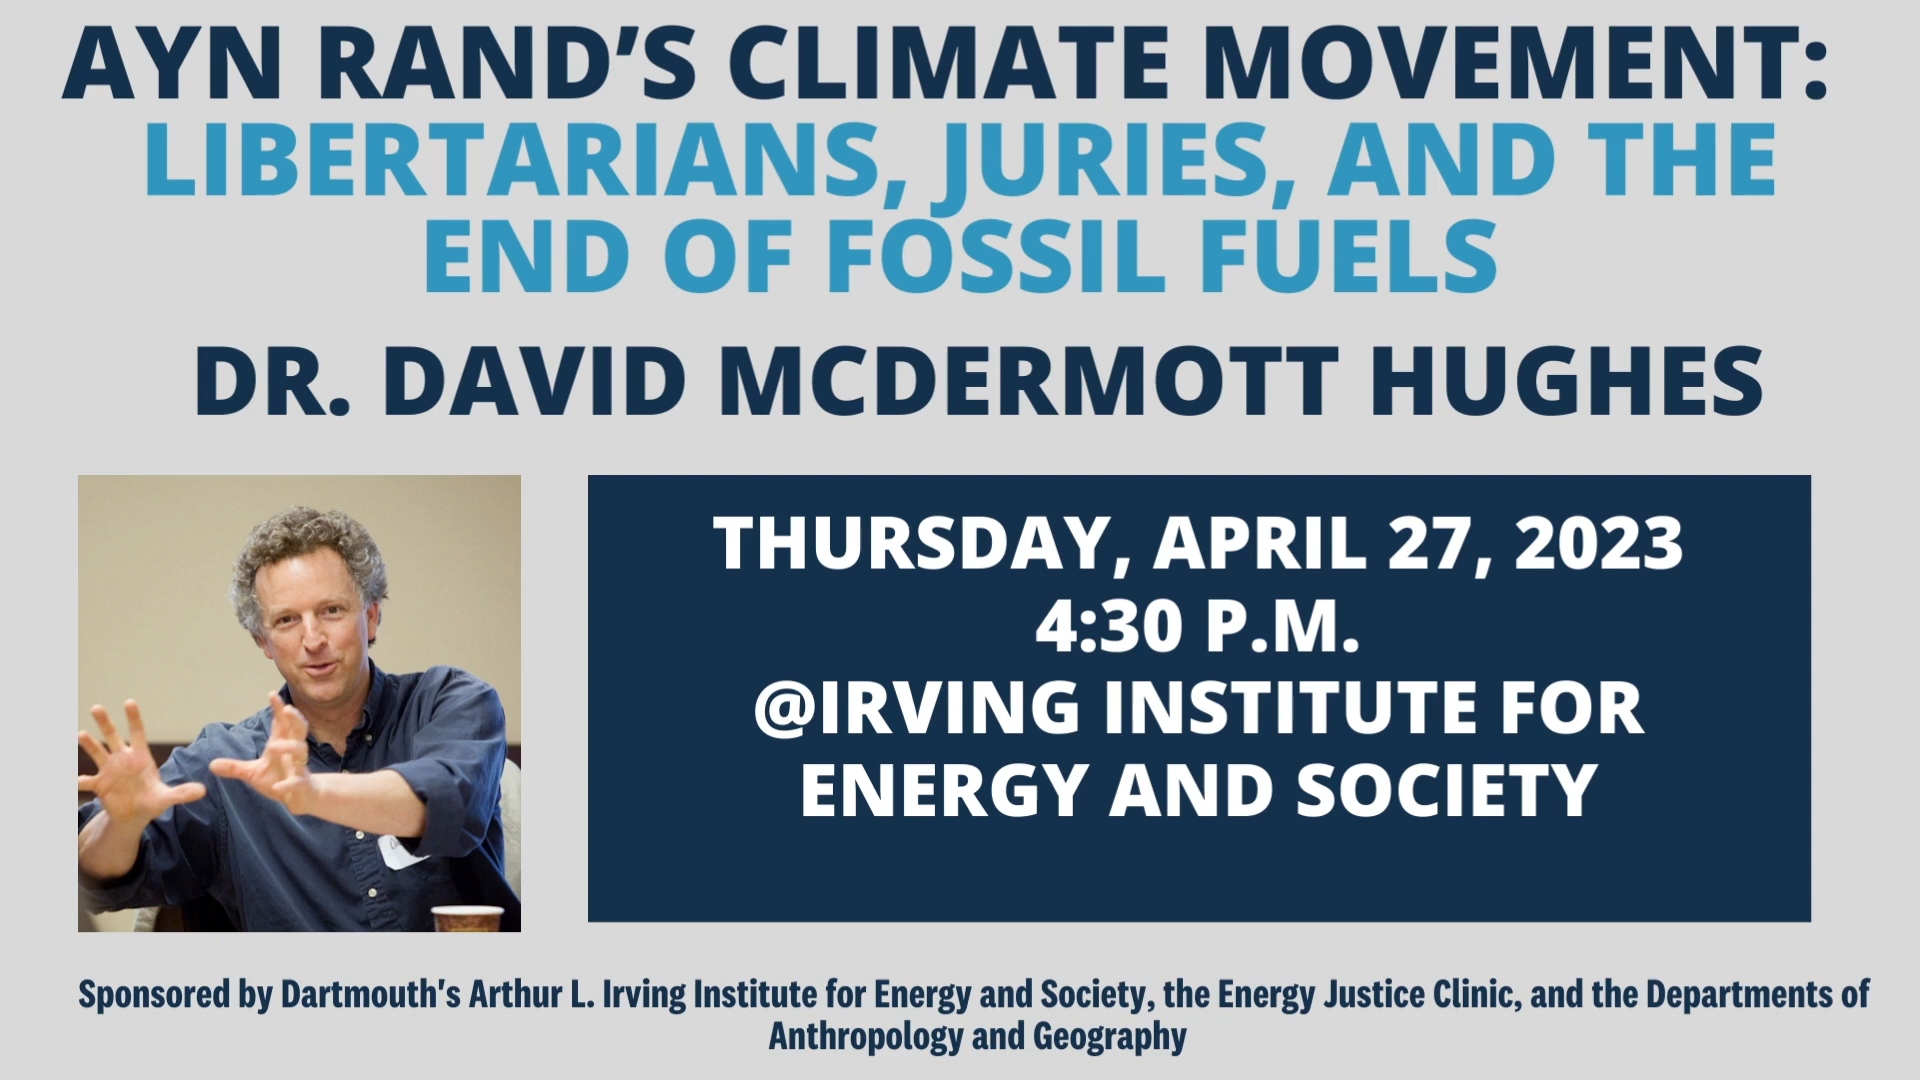 AYN RAND’S CLIMATE MOVEMENT:
LIBERTARIANS, JURIES, AND THE
END OF FOSSIL FUELS
DR. DAVID MCDERMOTT HUGHES
THURSDAY, APRIL 27, 2023
4:30 P.M.
@IRVING INSTITUTE FOR
ENERGY AND SOCIETY
Sponsored by Dartmouth's Arthur L. Irving Institute for Energy and Society, the Energy Justice Clinic, and the Departments of
Anthropology and Geography